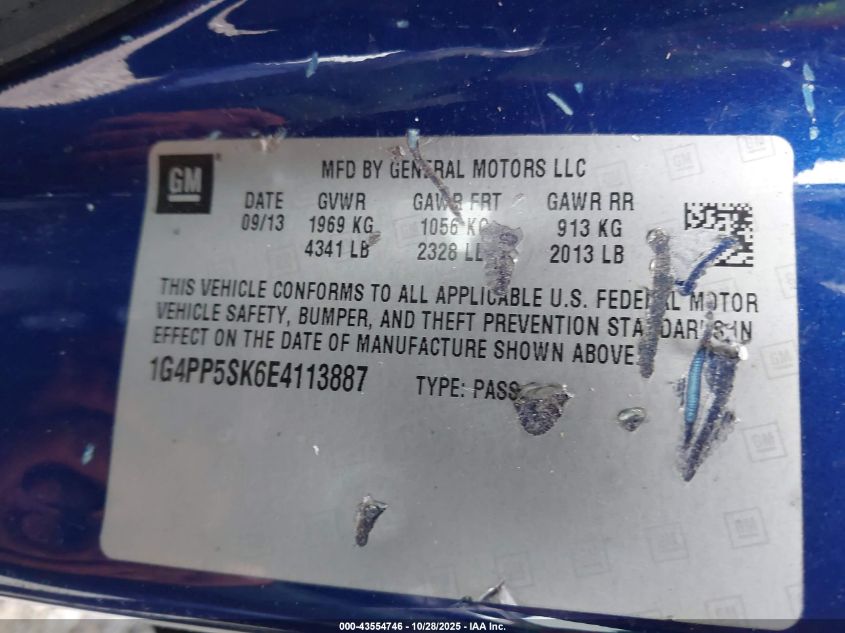 GM
MFD BY GENERAL MOTORS LLC
DATE GVWR GAWR FRT GAWR RR
09/13 1969 KG 1056 KG 913 KG
4341 LB 2328 LB 2013 LB
THIS VEHICLE CONFORMS TO ALL APPLICABLE U.S. FEDERAL MOTOR
VEHICLE SAFETY, BUMPER, AND THEFT PREVENTION STANDARDS IN
EFFECT ON THE DATE OF MANUFACTURE SHOWN ABOVE.
1G4PP5SK6E4113887 TYPE: PASS
000-43554746 - 10/28/2025 - IAA Inc.